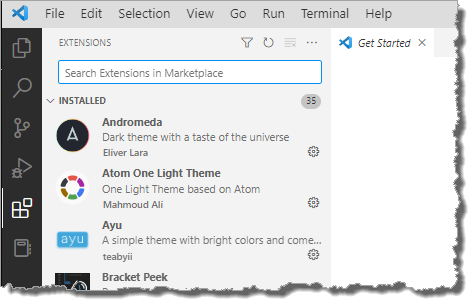 File Edit Selection View Go Run Terminal Help
EXTENSIONS
Get Started
Search Extensions in Marketplace
INSTALLED 35
Andromeda
Dark theme with a taste of the universe
Eliver Lara
Atom One Light Theme
One Light Theme based on Atom
Mahmoud Ali
ayu
Ayu
A simple theme with bright colors and come...
teabyii
Bracket Peek